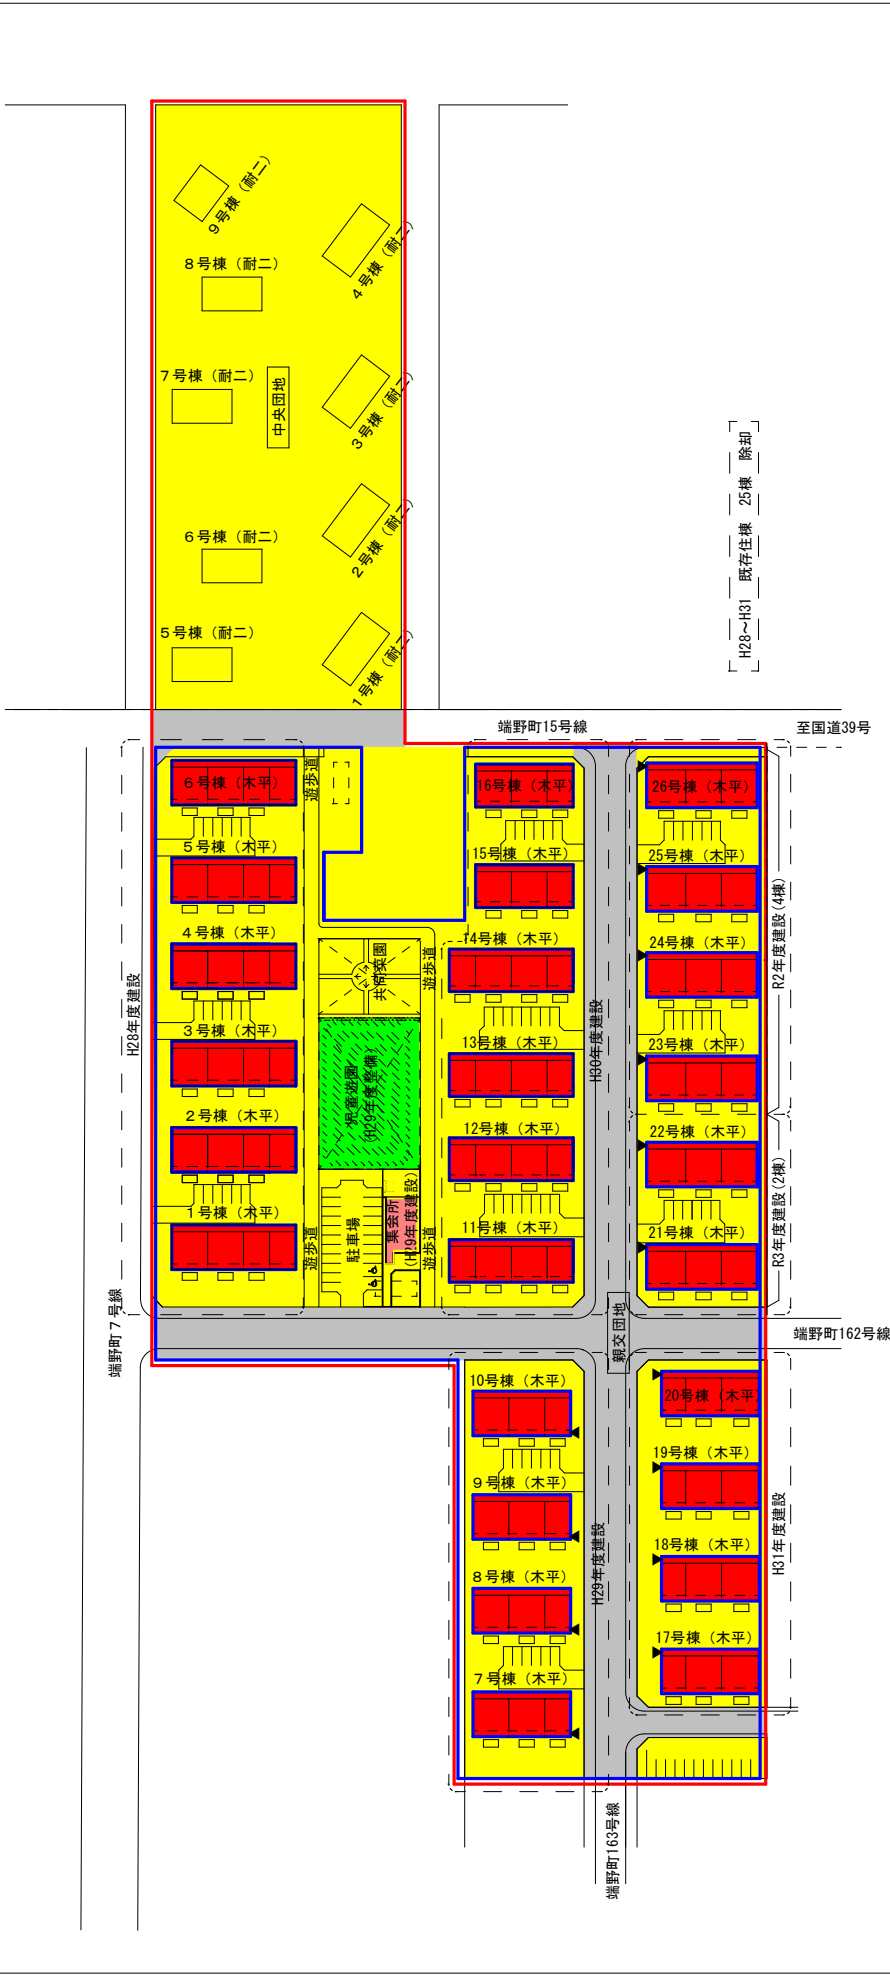 ９号棟（耐二）
４号棟（耐二）
８号棟（耐二）
７号棟（耐二）
中央団地
３号棟（耐二）
６号棟（耐二）
２号棟（耐二）
５号棟（耐二）
１号棟（耐二）
H28～H31　既存住棟　25棟　除却
端野町15号線
至国道39号
６号棟（木平）
遊歩道
16号棟（木平）
26号棟（木平）
５号棟（木平）
15号棟（木平）
25号棟（木平）
R2年度建設(4棟)
４号棟（木平）
共同菜園
遊歩道
14号棟（木平）
24号棟（木平）
H28年度建設
３号棟（木平）
13号棟（木平）
H30年度建設
23号棟（木平）
児童遊園
(H29年度整備)
２号棟（木平）
12号棟（木平）
22号棟（木平）
R3年度建設(2棟)
１号棟（木平）
遊歩道
駐車場
集会所
(H29年度建設)
遊歩道
11号棟（木平）
21号棟（木平）
端野町７号線
親交団地
端野町162号線
10号棟（木平）
20号棟（木平）
９号棟（木平）
19号棟（木平）
H29年度建設
H31年度建設
８号棟（木平）
18号棟（木平）
７号棟（木平）
17号棟（木平）
端野町163号線